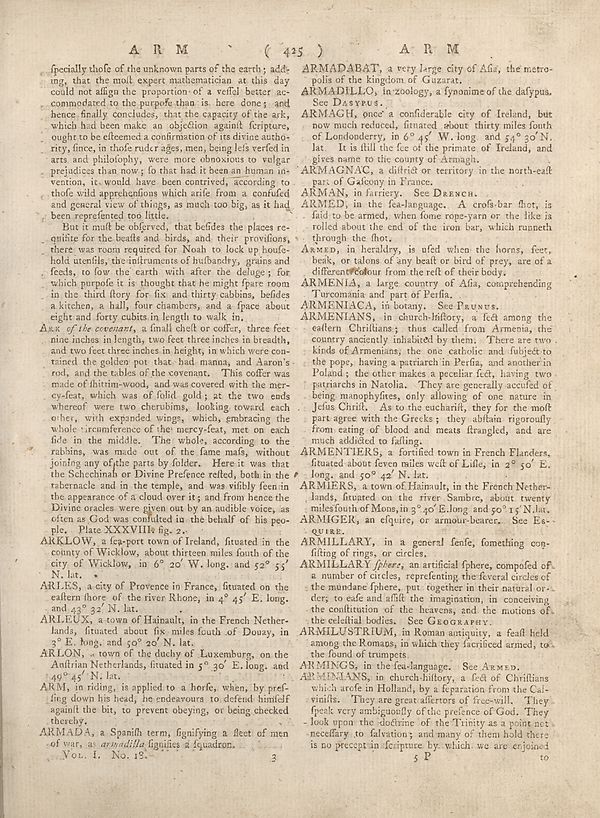 A R M ( 425 ) A R M
ſpecially thoſe of the unknown parts of the earth; add-
ing, that the moſt expert mathematician at this day
could not aſſign the proportion of a veſſel better ac-
commodated to the purpoſe than is here done; and
hence finally concludes, that the capacity of the ark,
which had been made an objection againſt ſcripture,
ought to be eſteemed a confirmation of its divine autho-
rity, ſince, in thoſe ruder ages, men, being leſs verſed in
arts and philoſophy, were more obnoxious to vulgar
prejudices than now; ſo that had it been an human in-
vention, it would have been contrived, according to
thoſe wild apprehenſions which ariſe from a confuſed
and general view of things, as much too big, as it had
been repreſented too little.
But it muſt be obſerved, that beſides the places re-
quiſite for the beaſts and birds, and their proviſions,
there was room required for Noah to lock up houſe-
hold utenſils, the inſtruments of huſbandry, grains and
feeds, to ſow the earth with after the deluge; for
which purpoſe it is thought that he might ſpare room
in the third ſtory for ſix and thirty cabbins, beſides
a kitchen, a hall, four chambers, and a ſpace about
eight and forty cubits in length to walk in.
ARK of the covenant, a ſmall cheſt or coffer, three feet
nine inches in length, two feet three inches in breadth,
and two feet three inches in height, in which were con-
tained the golden pot that had manna, and Aaron's
rod, and the tables of the covenant. This coffer was
made of ſhittim-wood, and was covered with the mer-
cy-ſeat, which was of ſolid gold; at the two ends
whereof were two cherubims, looking toward each
other, with expanded wings, which, embracing the
whole circumference of the mercy-ſeat, met on each
ſide in the middle. The whole, according to the
rabbins, was made out of the ſame maſs, without
joining any of the parts by ſolder. Here it was that
the Schechinah or Divine Preſence reſted, both in the
tabernacle and in the temple, and was viſibly ſeen in
the appearance of a cloud over it; and from hence the
Divine oracles were given out by an audible voice, as
often as God was conſulted in the behalf of his peo-
ple. Plate XXXVIII. fig. 2.
ARKLOW, a ſea-port town of Ireland, ſituated in the
county of Wicklow, about thirteen miles ſouth of the
city of Wicklow, in 6° 20′ W. long. and 52° 55′
N. lat.
ARLES, a city of Provence in France, ſituated on the
eaſtern ſhore of the river Rhone, in 4° 45′ E. long.
and 43° 32′ N. lat.
ARLEUX, a town of Hainault, in the French Nether-
lands, ſituated about ſix miles ſouth of Douay, in
3° E. long. and 50° 20′ N. lat.
ARLON, a town of the duchy of Luxemburg, on the
Auſtrian Netherlands, ſituated in 5° 30′ E. long. and
49° 45′ N. lat.
ARM, in riding, is applied to a horſe, when, by preſ-
ſing down his head, he endeavours to defend himſelf
againſt the bit, to prevent obeying, or being checked
thereby.
ARMADA, a Spaniſh term, ſignifying a fleet of men
of war, as armadilla ſignifies a ſquadron.
VOL. I. No. 18. 3
ARMADABAT, a very large city of Aſia, the metro-
polis of the kingdom of Guzarat.
ARMADILLO, in zoology, a ſynonime of the daſypus.
See DASYPUS.
ARMAGH, once a conſiderable city of Ireland, but
now much reduced, ſituated about thirty miles ſouth
of Londonderry, in 6° 45′ W. long. and 54° 30′ N.
lat. It is ſtill the ſee of the primate of Ireland, and
gives name to the county of Armagh.
ARMAGNAC, a diſtrict or territory in the north-eaſt
part of Gaſcony in France.
ARMAN, in farriery. See DRENCH.
ARMED, in the ſea-language. A croſs-bar ſhot, is
ſaid to be armed, when ſome rope-yarn or the like is
rolled about the end of the iron bar, which runneth
through the ſhot.
ARMED, in heraldry, is uſed when the horns, feet,
beak, or talons of any beaſt or bird of prey, are of a
different colour from the reſt of their body.
ARMENIA, a large country of Aſia, comprehending
Turcomania and part of Perſia.
ARMENIACA, in botany. See PRUNUS.
ARMENIANS, in church-hiſtory, a ſect among the
eaſtern Chriſtians; thus called from Armenia, the
country anciently inhabited by them. There are two
kinds of Armenians, the one catholic and ſubject to
the pope, having a patriarch in Perſia, and another in
Poland; the other makes a peculiar ſect, having two
patriarchs in Natolia. They are generally accuſed of
being monophyſites, only allowing of one nature in
Jeſus Chriſt. As to the euchariſt, they for the moſt
part agree with the Greeks; they abſtain rigorouſly
from eating of blood and meats ſtrangled, and are
much addicted to faſting.
ARMENTIERS, a fortified town in French Flanders,
ſituated about ſeven miles weſt of Liſle, in 2° 50′ E.
long. and 50° 42′ N. lat.
ARMIERS, a town of Hainault, in the French Nether-
lands, ſituated on the river Sambre, about twenty
miles ſouth of Mons, in 3° 40′ E. long. and 50° 15′ N. lat.
ARMIGER, an eſquire, or armour-bearer. See ES-
QUIRE.
ARMILLARY, in a general ſenſe, ſomething con-
ſiſting of rings, or circles.
ARMILLARY ſphere, an artificial ſphere, compoſed of
a number of circles, repreſenting the ſeveral circles of
the mundane ſphere, put together in their natural or-
der, to eaſe and aſſiſt the imagination, in conceiving
the conſtitution of the heavens, and the motions of
the celeſtial bodies. See GEOGRAPHY.
ARMILUSTRIUM, in Roman antiquity, a feaſt held
among the Romans, in which they ſacrificed armed, to
the ſound of trumpets.
ARMINGS, in the ſea-language. See ARMED.
ARMINIANS, in church-hiſtory, a ſect of Chriſtians
which aroſe in Holland, by a ſeparation from the Cal-
viniſts. They are great aſſertors of free-will. They
ſpeak very ambiguouſly of the preſcience of God. They
look upon the doctrine of the Trinity as a point not
neceſſary to ſalvation; and many of them hold there
is no precept in ſcripture by which we are enjoined
5 P to